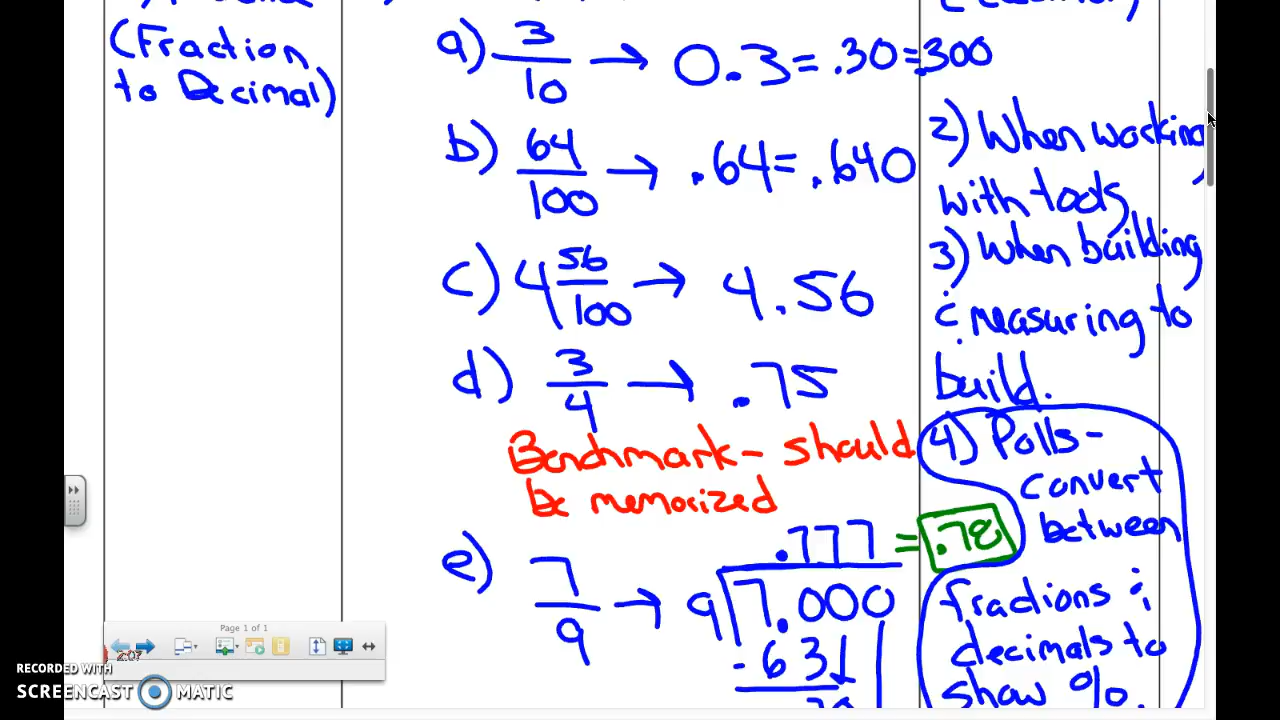 (Fraction
to Decimal)
a) 3/10 → 0.3 = .30 = .300
b) 64/100 → .64 = .640
c) 4 56/100 → 4.56
d) 3/4 → .75
Benchmark - should
be memorized
e) 7/9 → 9 7.000
.777 = .78
- 63
2) When working
with tools
3) When building
& measuring to
build.
4) Polls-
convert
between
fractions &
decimals to
show %.
Page 1 of 1
2:07
RECORDED WITH
SCREENCAST MATIC